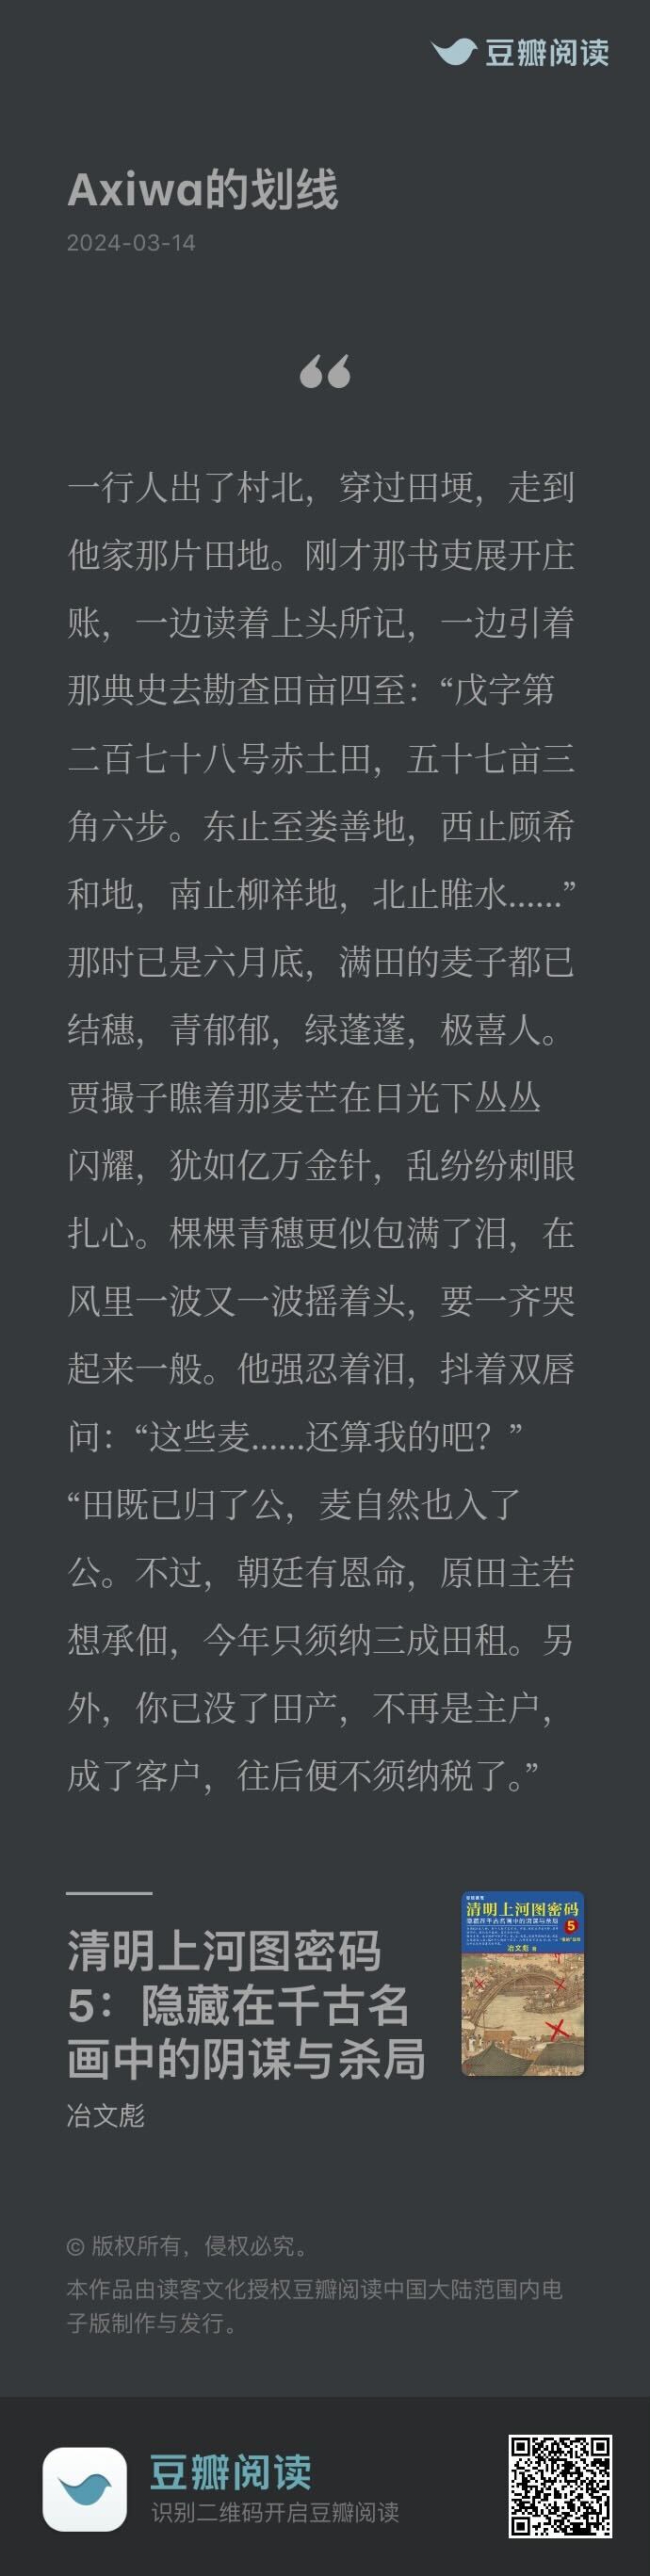 豆瓣阅读
Axiwa的划线
2024-03-14
“
一行人出了村北，穿过田埂，走到
他家那片田地。刚才那书吏展开庄
账，一边读着上头所记，一边引着
那典史去勘查田亩四至：“戊字第
二百七十八号赤土田，五十七亩三
角六步。东止至娄善地，西止顾希
和地，南止柳祥地，北止睢水……”
那时已是六月底，满田的麦子都已
结穗，青郁郁，绿蓬蓬，极喜人。
贾撮子瞧着那麦芒在日光下丛丛
闪耀，犹如亿万金针，乱纷纷刺眼
扎心。棵棵青穗更似包满了泪，在
风里一波又一波摇着头，要一齐哭
起来一般。他强忍着泪，抖着双唇
问：“这些麦……还算我的吧？”
“田既已归了公，麦自然也入了
公。不过，朝廷有恩命，原田主若
想承佃，今年只须纳三成田租。另
外，你已没了田产，不再是主户，
成了客户，往后便不须纳税了。”
清明上河图密码
5：隐藏在千古名
画中的阴谋与杀局
冶文彪
清明上河图密码
隐藏在千古名画中的阴谋与杀局
5
冶文彪 著
© 版权所有，侵权必究。
本作品由读客文化授权豆瓣阅读中国大陆范围内电
子版制作与发行。
豆瓣阅读
识别二维码开启豆瓣阅读